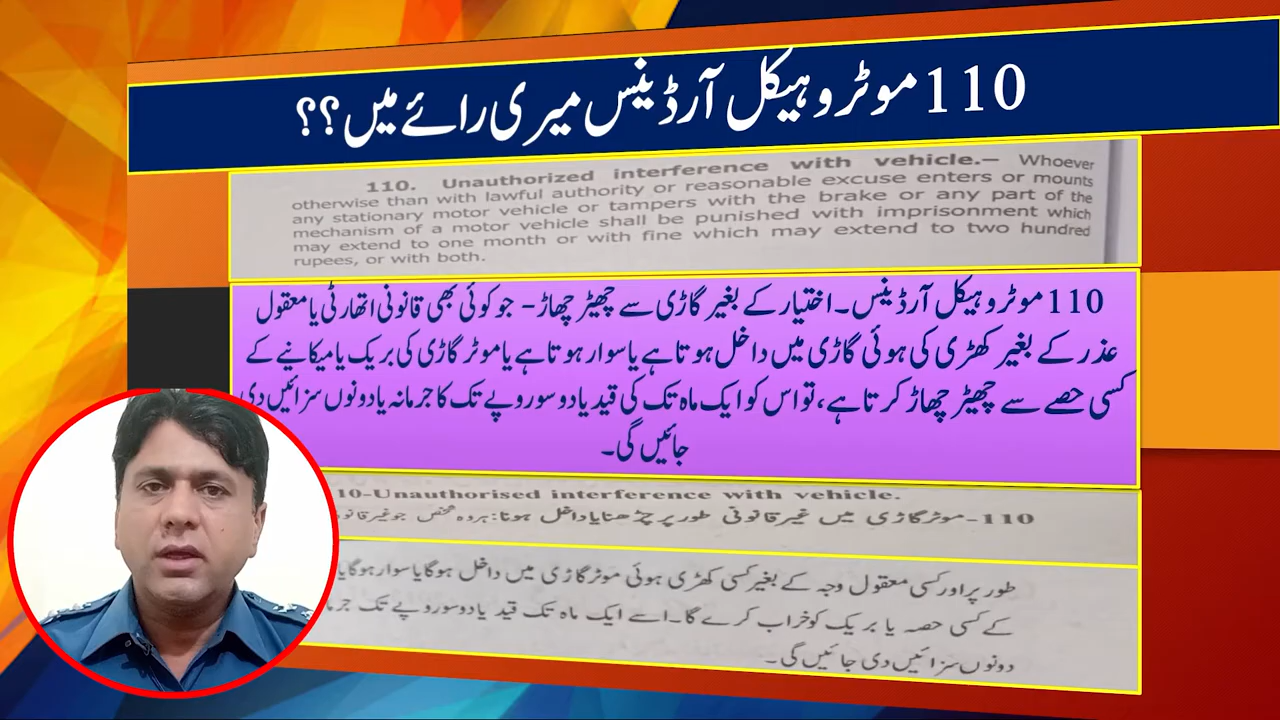 110 موٹر وہیکل آرڈیننس میری رائے میں؟؟
110. Unauthorized interference with vehicle.– Whoever
otherwise than with lawful authority or reasonable excuse enters or mounts
any stationary motor vehicle or tampers with the brake or any part of the
mechanism of a motor vehicle shall be punished with imprisonment which
may extend to one month or with fine which may extend to two hundred
rupees, or with both.
110 موٹر وہیکل آرڈیننس۔ اختیار کے بغیر گاڑی سے چھیڑ چھاڑ - جو کوئی بھی قانونی اتھارٹی یا معقول
عذر کے بغیر کھڑی کی ہوئی گاڑی میں داخل ہوتا ہے یا سوار ہوتا ہے یا موٹر گاڑی کی بریک یا میکانیے کے
کسی حصے سے چھیڑ چھاڑ کرتا ہے، تو اس کو ایک ماہ تک کی قید یا دو سو روپے تک کا جرمانہ یا دونوں سزائیں دی
جائیں گی۔
10-Unauthorised interference with vehicle.
110-موٹر گاڑی میں غیر قانونی طور پر چڑھنا یا داخل ہونا: ہر وہ شخص جو غیر قانو
طور پر اور کسی معقول وجہ کے بغیر کسی کھڑی ہوئی موٹر گاڑی میں داخل ہوگا یا سوار ہوگا یا
کے کسی حصہ یا بریک کو خراب کرے گا۔ اسے ایک ماہ تک قید یا دو سو روپے تک جرما
دونوں سزائیں دی جائیں گی۔